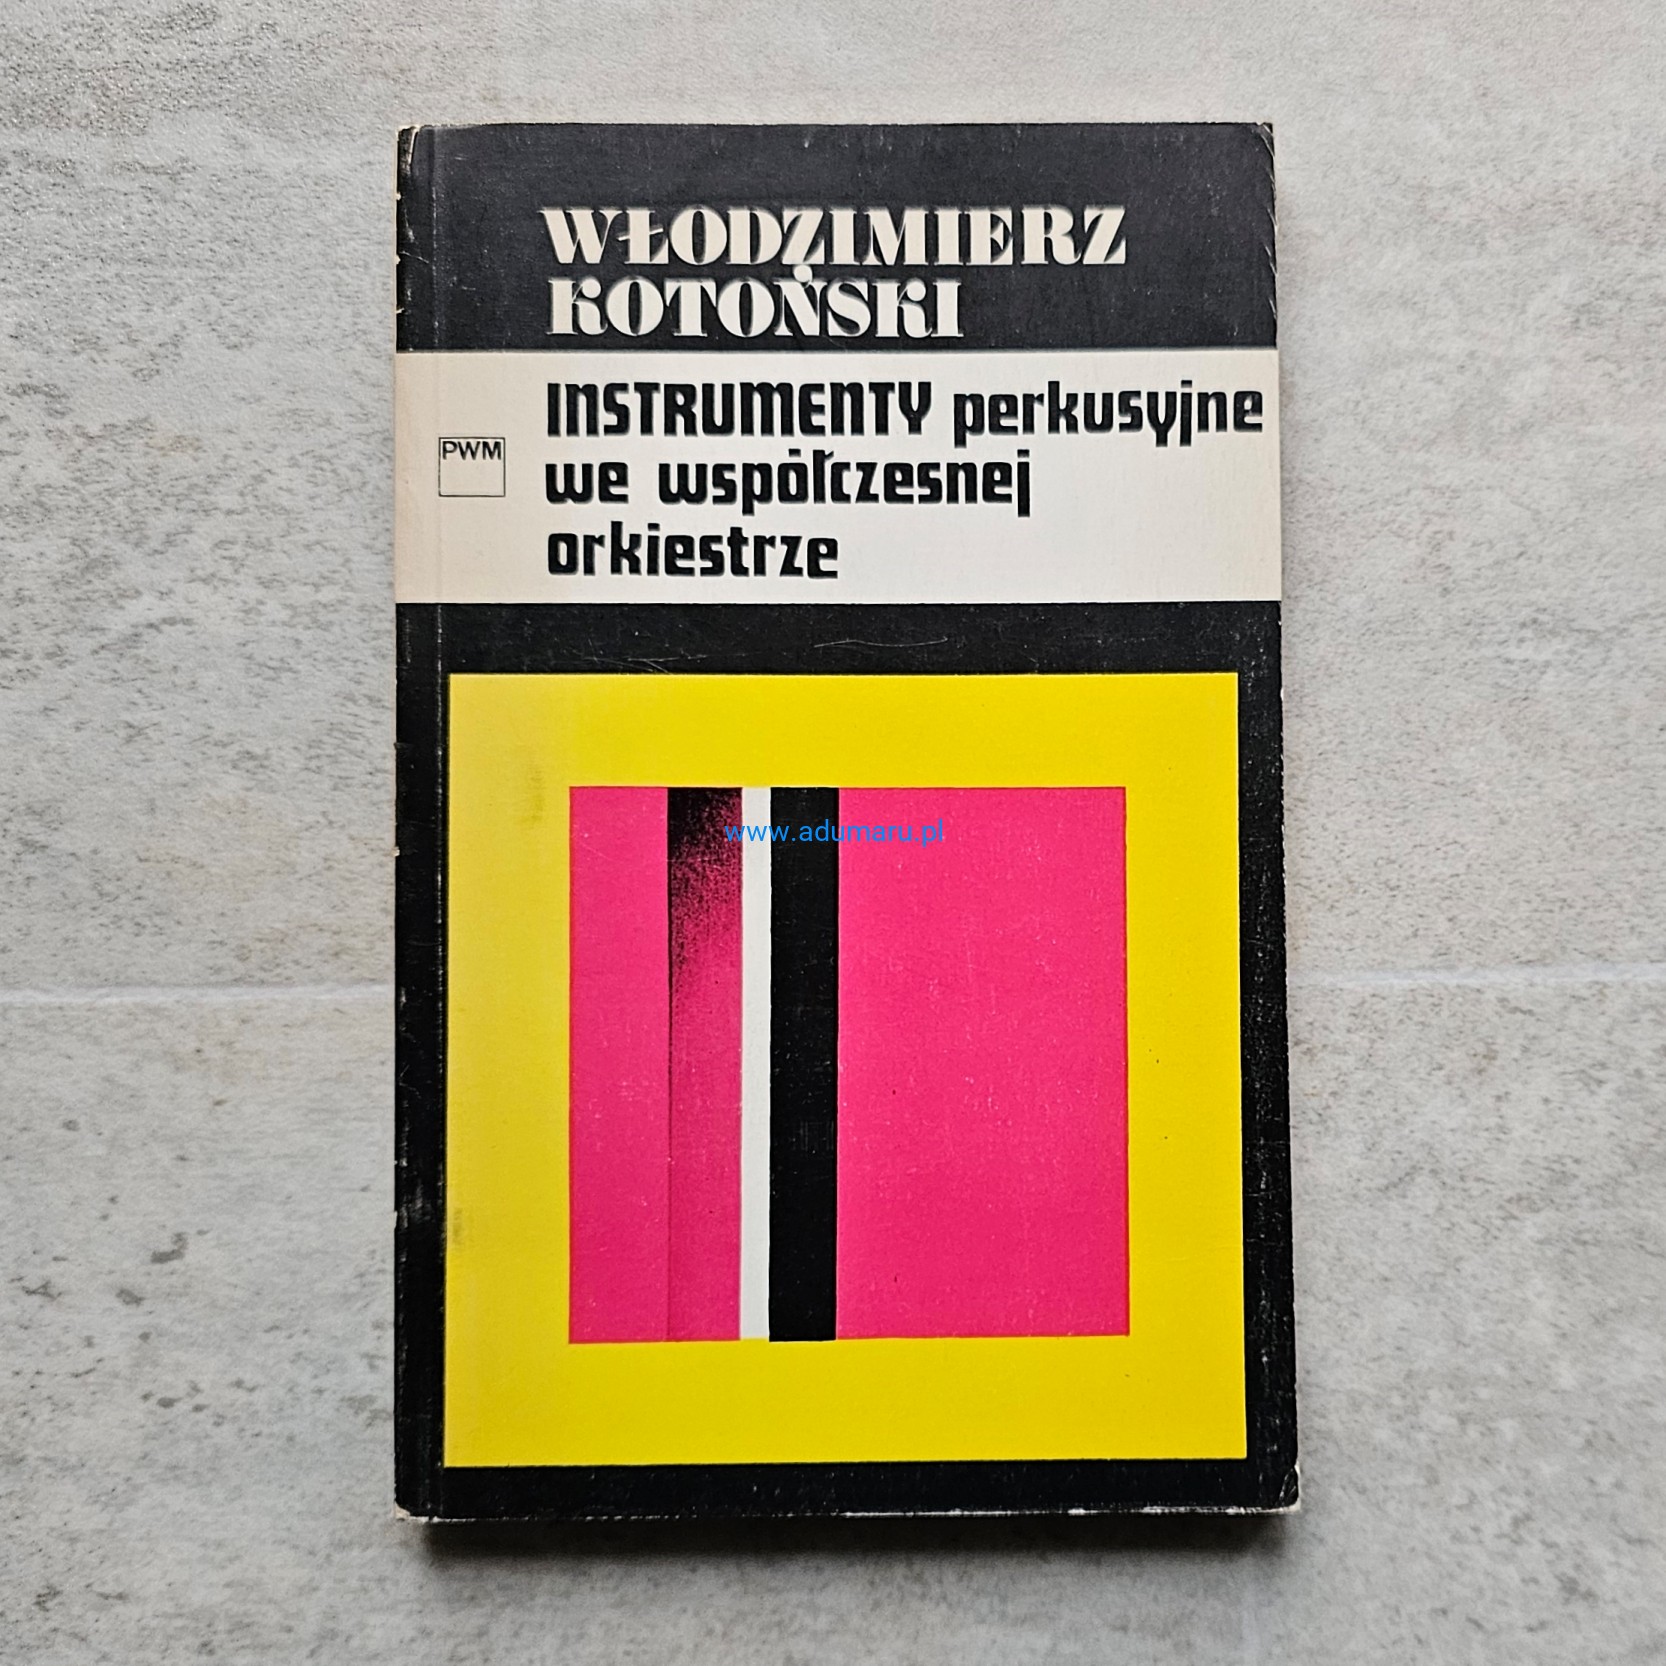 WŁODZIMIERZ
KOTOŃSKI
INSTRUMENTY perkusyjne
PWM
we współczesnej
orkiestrze
www.adumaru.pl